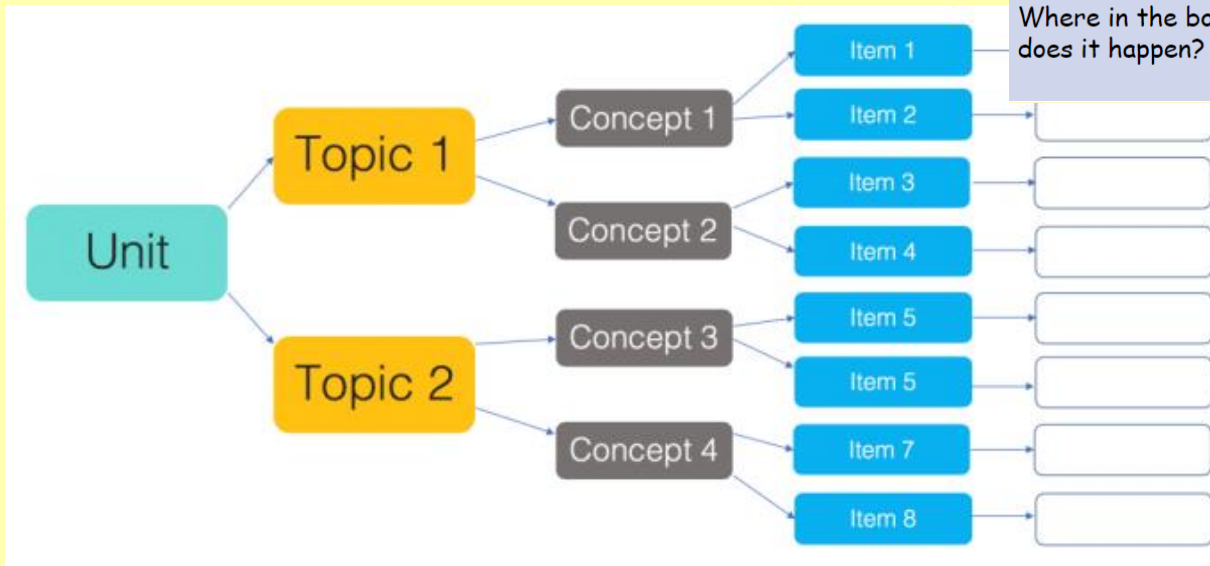 Where in the
does it happen?
Item 1
Concept 1
Item 2
Topic 1
Item 3
Concept 2
Item 4
Unit
Item 5
Concept 3
Topic 2
Item 5
Concept 4
Item 7
Item 8